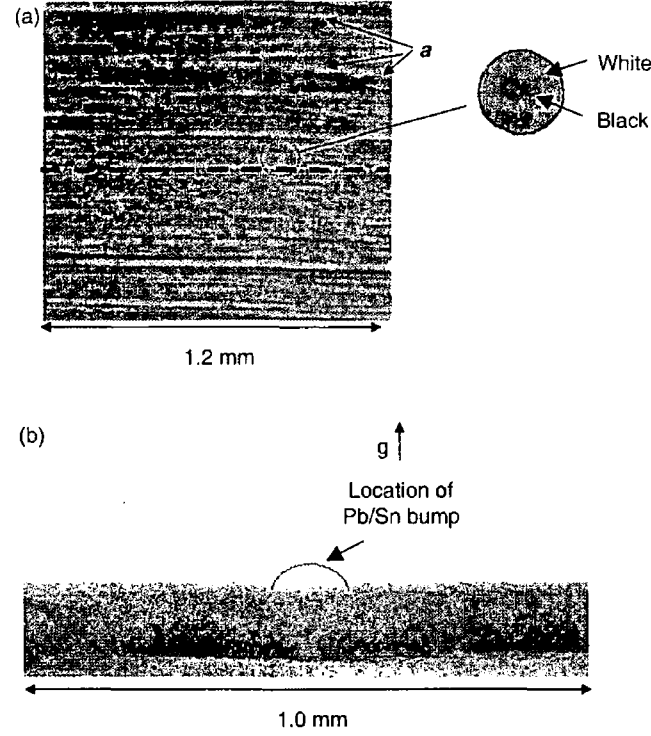 (a)
a
White
Black
1.2 mm
(b)
g
Location of
Pb/Sn bump
1.0 mm